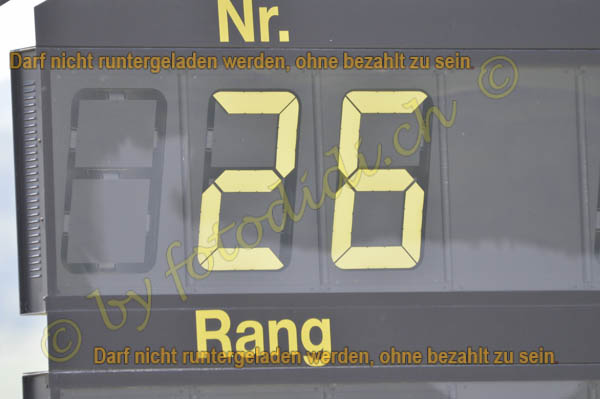 Nr.
Darf nicht runtergeladen werden, ohne bezahlt zu sein.
26
© by fotodidi.ch ©
Rang
Darf nicht runtergeladen werden, ohne bezahlt zu sein.